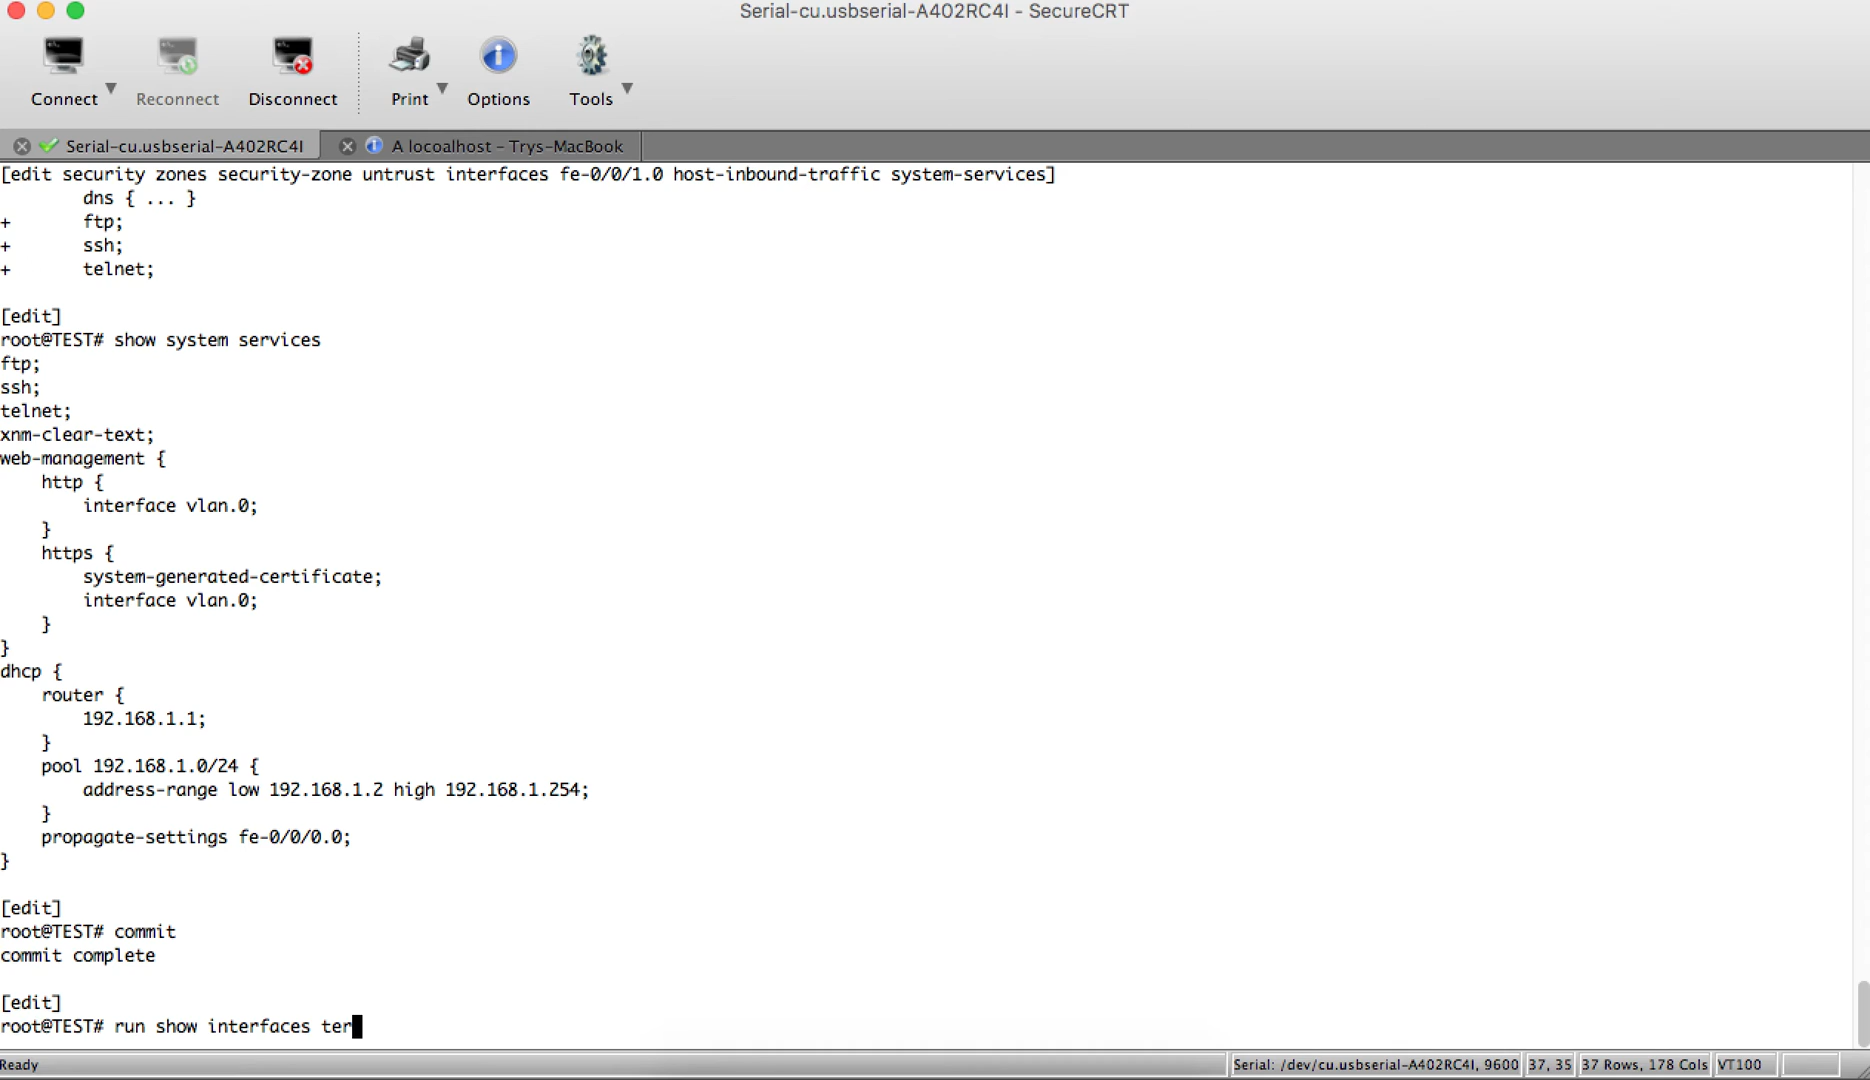 Serial-cu.usbserial-A402RC4I - SecureCRT
Connect Reconnect Disconnect Print Options Tools
Serial-cu.usbserial-A402RC4I A locoalhost - Trys-MacBook
[edit security zones security-zone untrust interfaces fe-0/0/1.0 host-inbound-traffic system-services]
        dns { ... }
+       ftp;
+       ssh;
+       telnet;
[edit]
root@TEST# show system services
ftp;
ssh;
telnet;
xnm-clear-text;
web-management {
    http {
        interface vlan.0;
    }
    https {
        system-generated-certificate;
        interface vlan.0;
    }
}
dhcp {
    router {
        192.168.1.1;
    }
    pool 192.168.1.0/24 {
        address-range low 192.168.1.2 high 192.168.1.254;
    }
    propagate-settings fe-0/0/0.0;
}
[edit]
root@TEST# commit
commit complete
[edit]
root@TEST# run show interfaces ter
Ready Serial: /dev/cu.usbserial-A402RC4I, 9600 37, 35 37 Rows, 178 Cols VT100